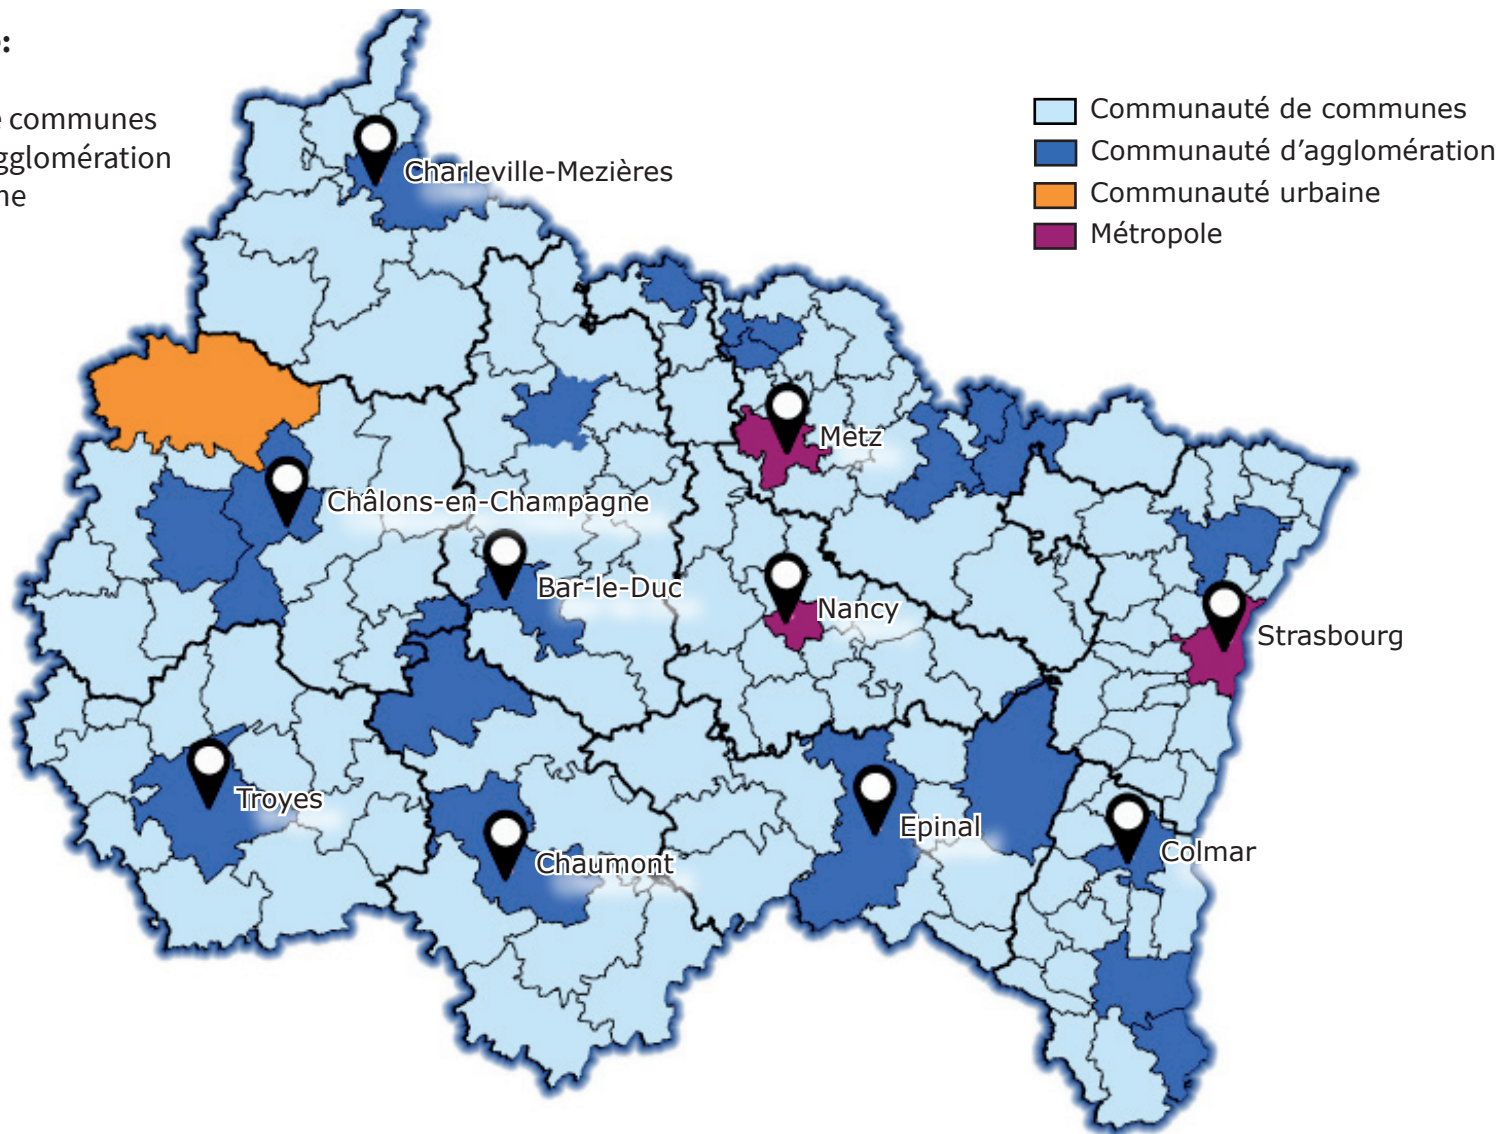 :
communes
gglomération
ne
Communauté de communes
Communauté d'agglomération
Communauté urbaine
Métropole
Charleville-Mezières
Metz
Châlons-en-Champagne
Bar-le-Duc
Nancy
Strasbourg
Troyes
Epinal
Chaumont
Colmar